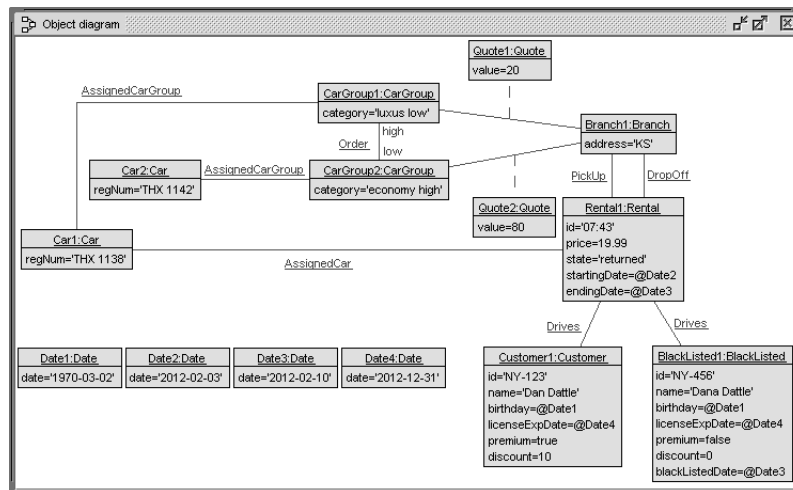 Object diagram
Quote1:Quote
value=20
AssignedCarGroup
CarGroup1:CarGroup
category='luxus low'
high
Order
low
Branch1:Branch
address='KS'
Car2:Car
regNum='THX 1142'
AssignedCarGroup
CarGroup2:CarGroup
category='economy high'
PickUp
DropOff
Quote2:Quote
value=80
Rental1:Rental
id='07:43'
price=19.99
state='returned'
startingDate=@Date2
endingDate=@Date3
Car1:Car
regNum='THX 1138'
AssignedCar
Drives
Drives
Date1:Date
date='1970-03-02'
Date2:Date
date='2012-02-03'
Date3:Date
date='2012-02-10'
Date4:Date
date='2012-12-31'
Customer1:Customer
id='NY-123'
name='Dan Dattle'
birthday=@Date1
licenseExpDate=@Date4
premium=true
discount=10
BlackListed1:BlackListed
id='NY-456'
name='Dana Dattle'
birthday=@Date1
licenseExpDate=@Date4
premium=false
discount=0
blackListedDate=@Date3